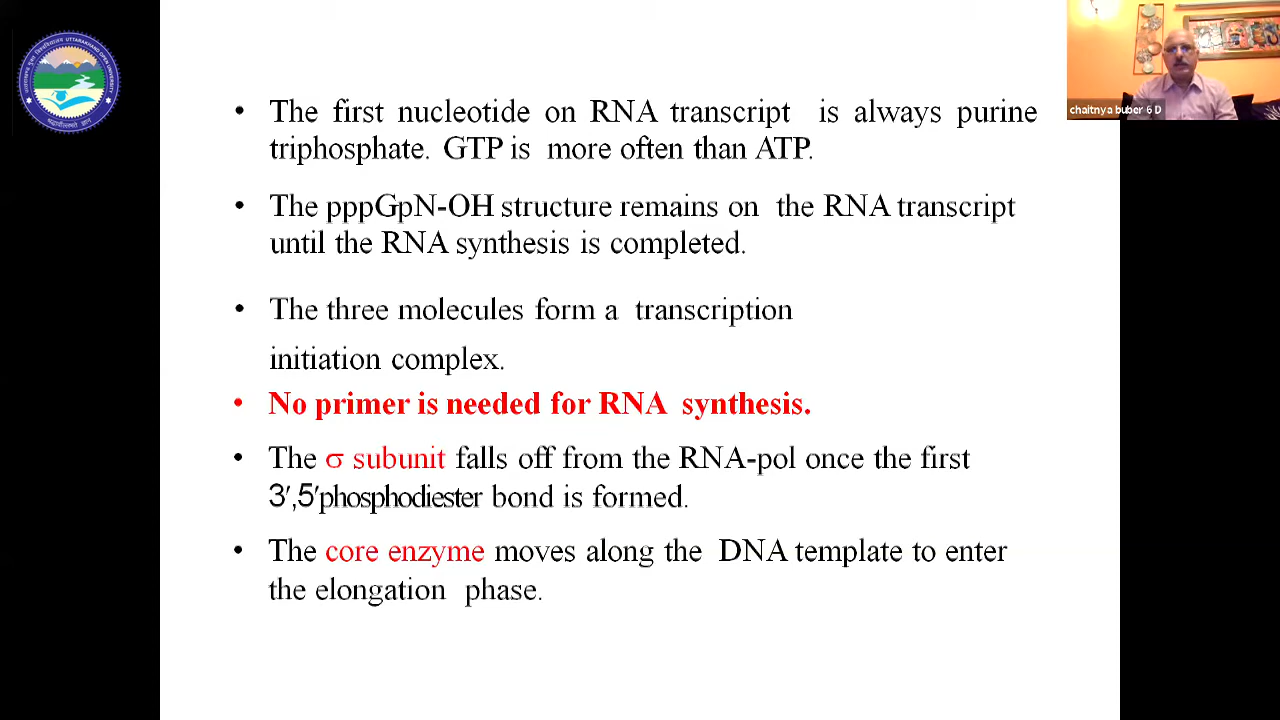 • The first nucleotide on RNA transcript is always purine
triphosphate. GTP is more often than ATP.
• The pppGpN-OH structure remains on the RNA transcript
until the RNA synthesis is completed.
• The three molecules form a transcription
initiation complex.
• No primer is needed for RNA synthesis.
• The σ subunit falls off from the RNA-pol once the first
3′,5′phosphodiester bond is formed.
• The core enzyme moves along the DNA template to enter
the elongation phase.
chaitnya buber 6 D
UTTARAKHAND OPEN UNIVERSITY